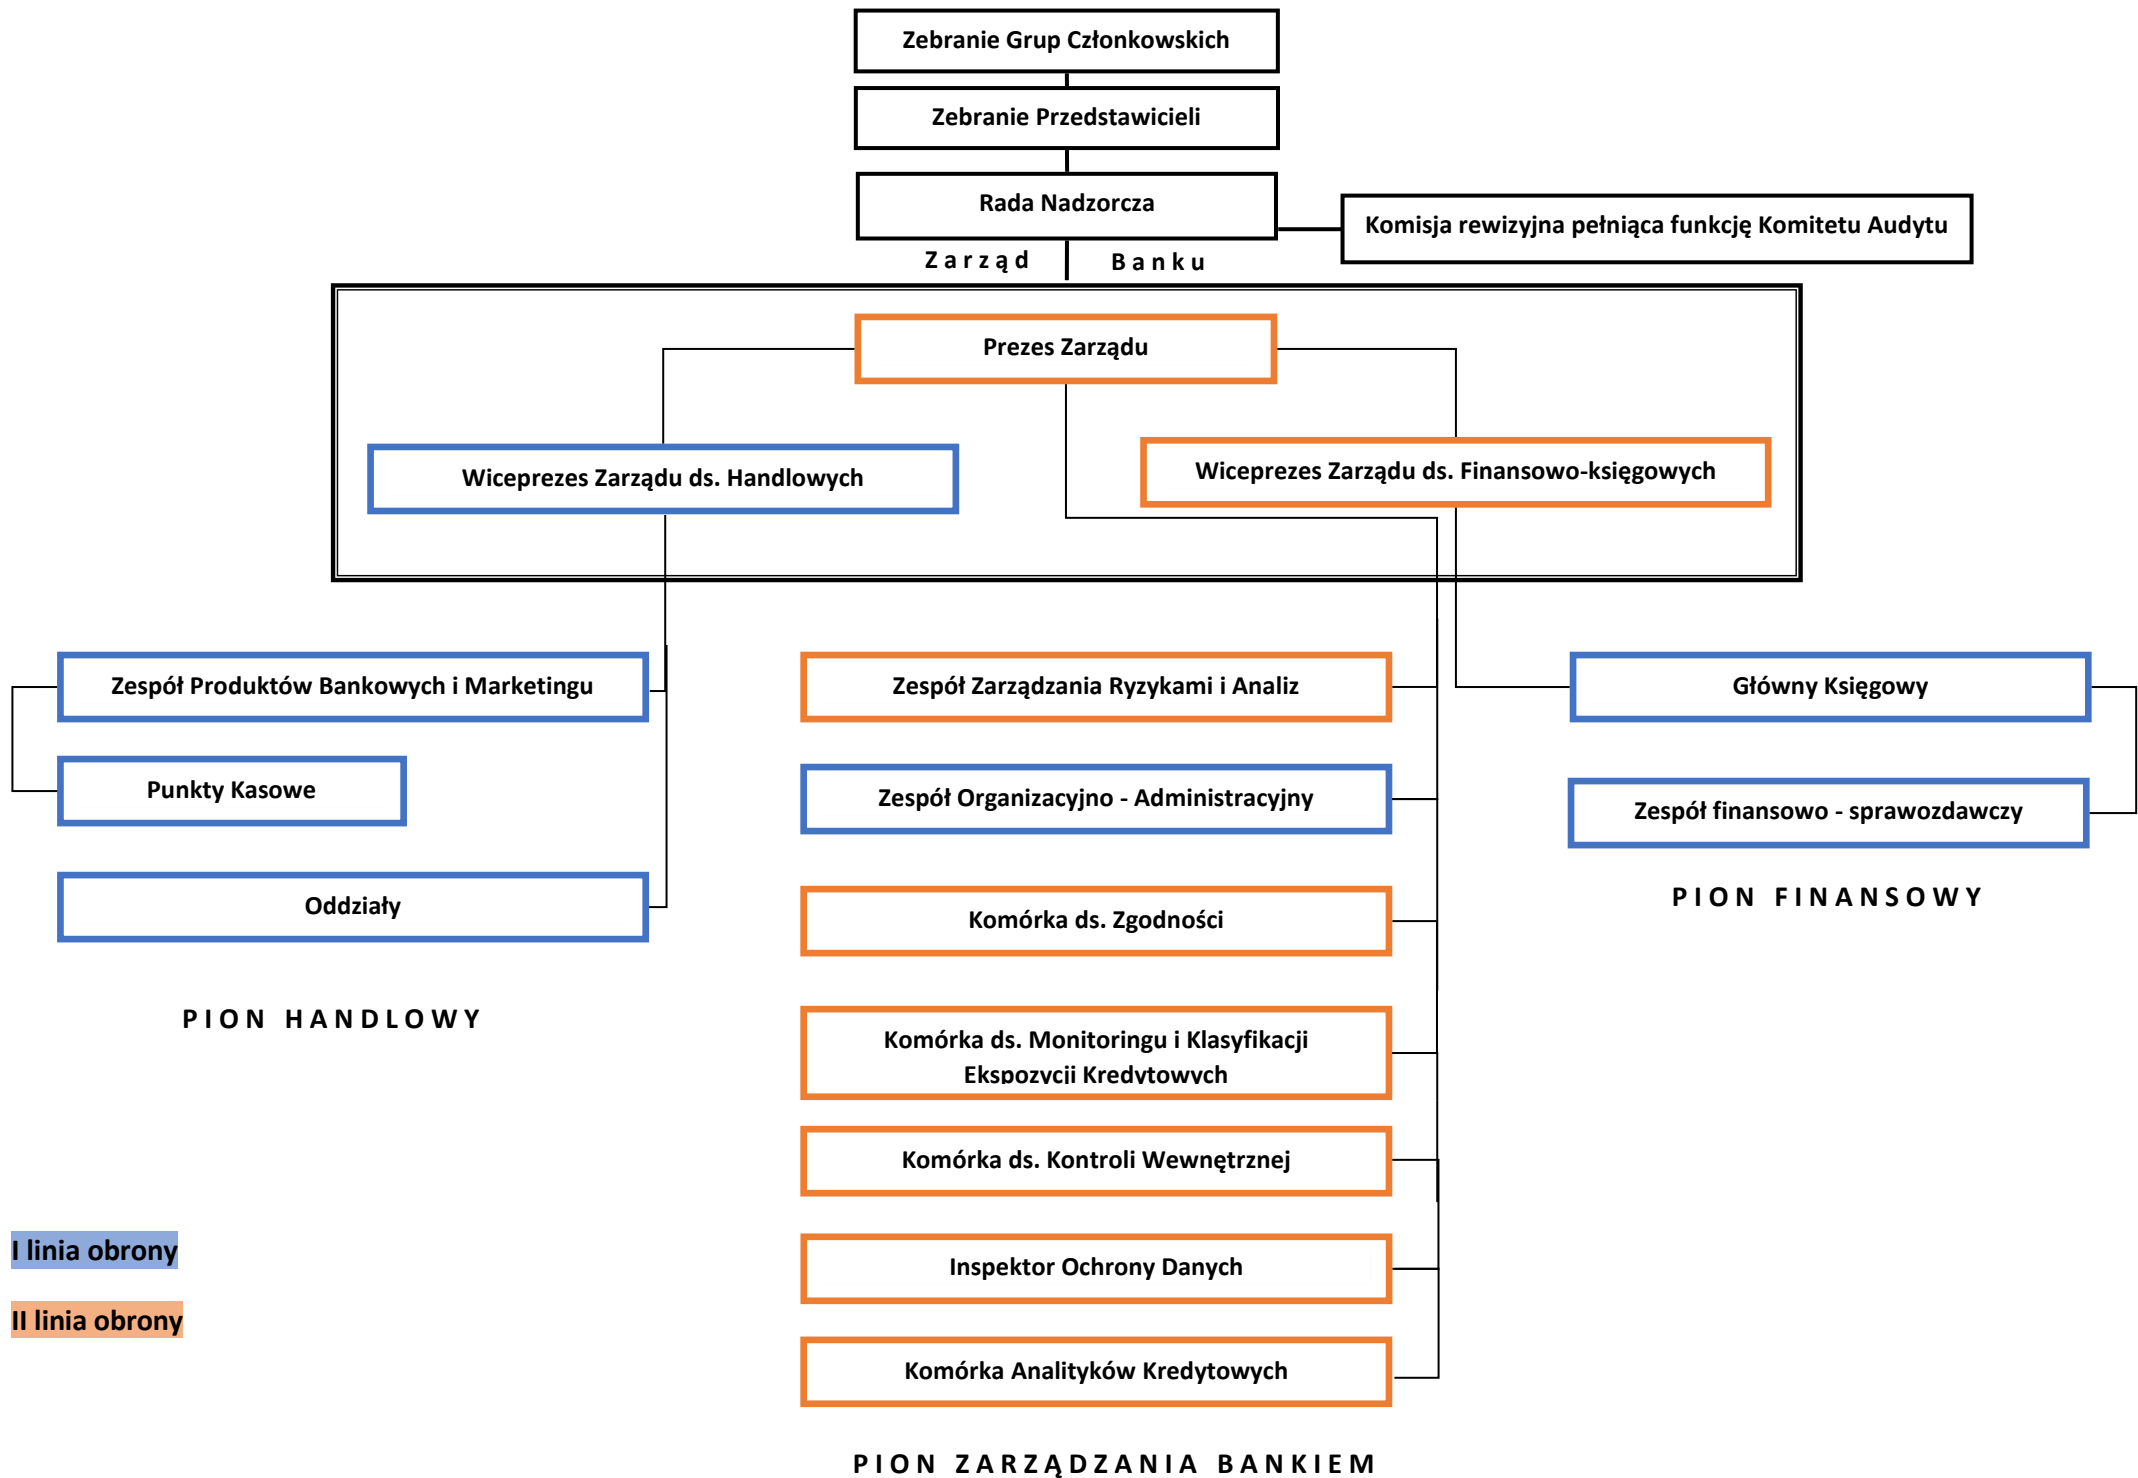 Zebranie Grup Członkowskich
Zebranie Przedstawicieli
Rada Nadzorcza
Komisja rewizyjna pełniąca funkcję Komitetu Audytu
Zarząd Banku
Prezes Zarządu
Wiceprezes Zarządu ds. Handlowych
Wiceprezes Zarządu ds. Finansowo-księgowych
Zespół Produktów Bankowych i Marketingu
Punkty Kasowe
Oddziały
PION HANDLOWY
Zespół Zarządzania Ryzykami i Analiz
Zespół Organizacyjno - Administracyjny
Komórka ds. Zgodności
Komórka ds. Monitoringu i Klasyfikacji
Ekspozycji Kredytowych
Komórka ds. Kontroli Wewnętrznej
Inspektor Ochrony Danych
Komórka Analityków Kredytowych
PION ZARZĄDZANIA BANKIEM
Główny Księgowy
Zespół finansowo - sprawozdawczy
PION FINANSOWY
I linia obrony
II linia obrony